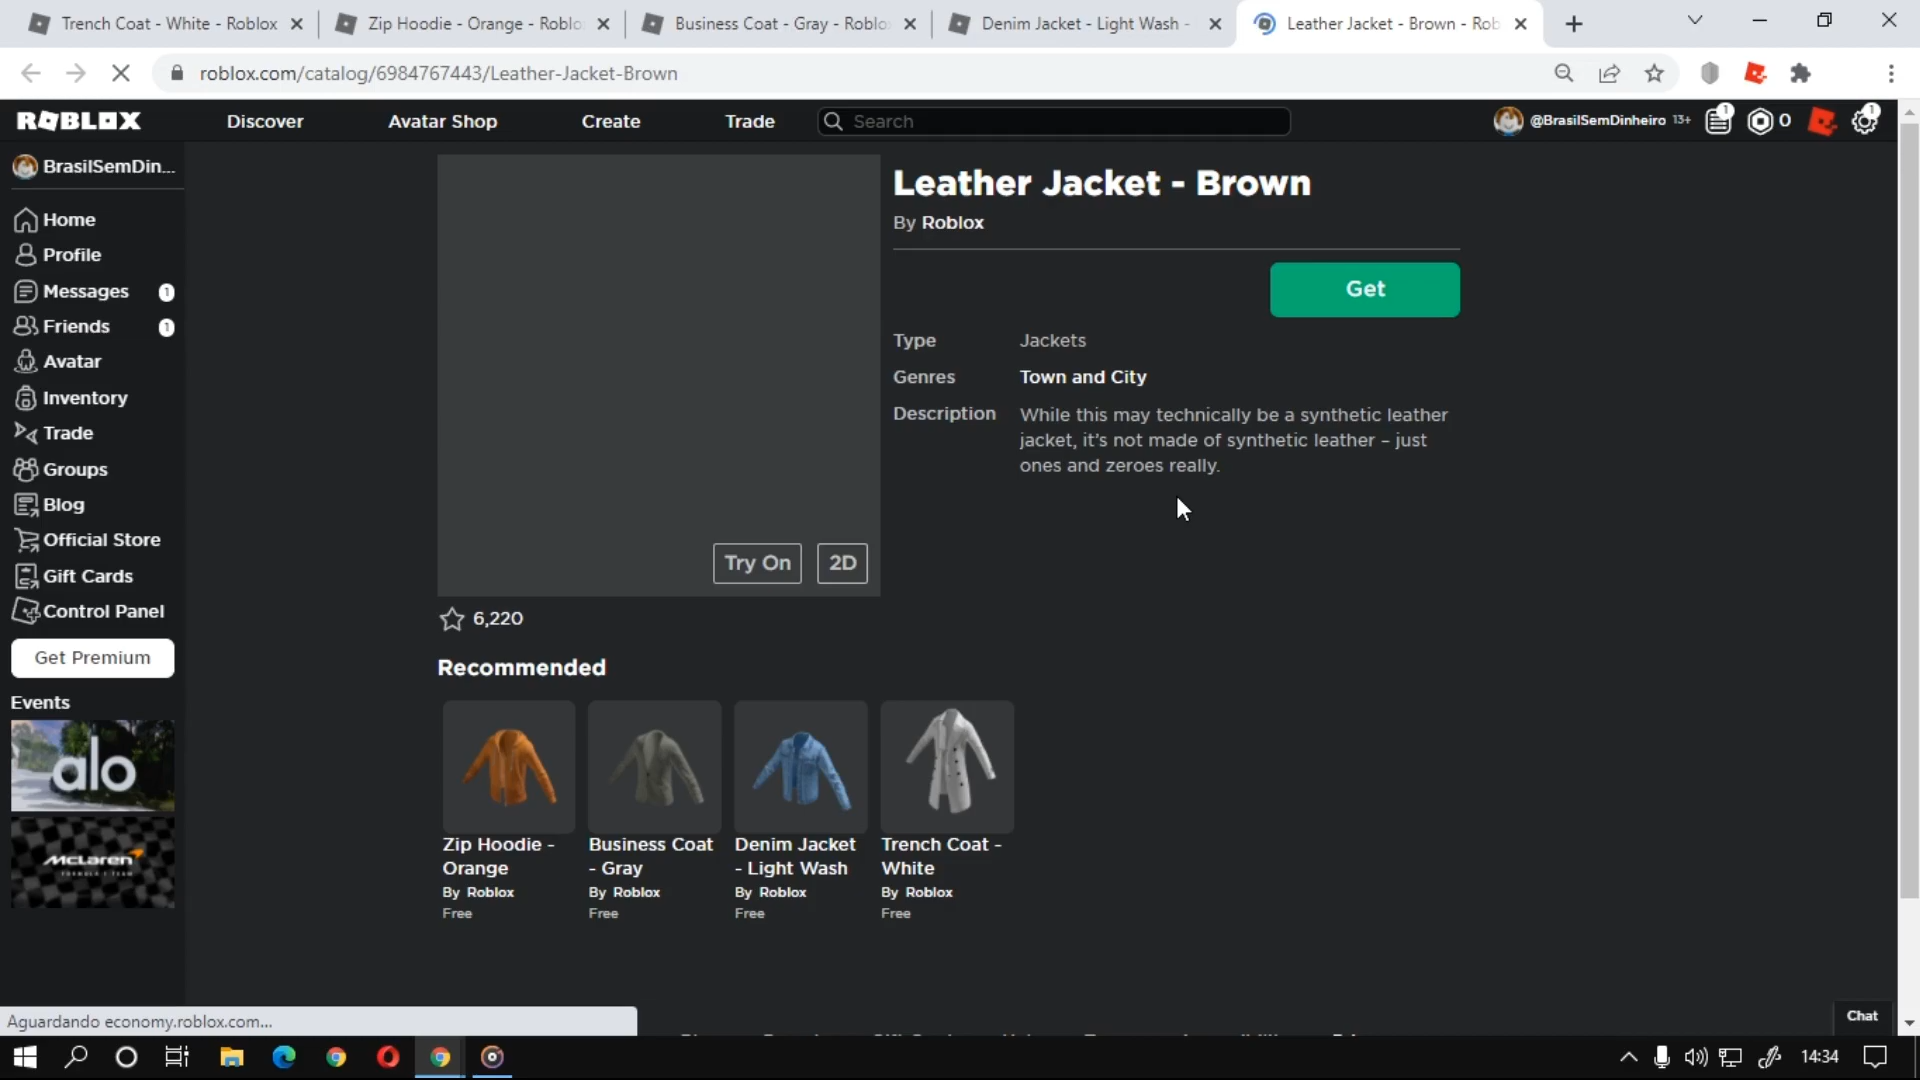 Trench Coat - White - Roblox
Zip Hoodie - Orange - Roblo
Business Coat - Gray - Roblo
Denim Jacket - Light Wash -
Leather Jacket - Brown - Rob
roblox.com/catalog/6984767443/Leather-Jacket-Brown
ROBLOX
Discover
Avatar Shop
Create
Trade
Search
@BrasilSemDinheiro 13+
1
0
1
BrasilSemDin...
Home
Profile
Messages 1
Friends 1
Avatar
Inventory
Trade
Groups
Blog
Official Store
Gift Cards
Control Panel
Get Premium
Events
alo
McLaren
FORMULA 1 TEAM
Leather Jacket - Brown
By Roblox
Get
Type Jackets
Genres Town and City
Description While this may technically be a synthetic leather
jacket, it's not made of synthetic leather – just
ones and zeroes really.
Try On
2D
6,220
Recommended
Zip Hoodie -
Orange
By Roblox
Free
Business Coat
- Gray
By Roblox
Free
Denim Jacket
- Light Wash
By Roblox
Free
Trench Coat -
White
By Roblox
Free
Chat
Aguardando economy.roblox.com...
14:34